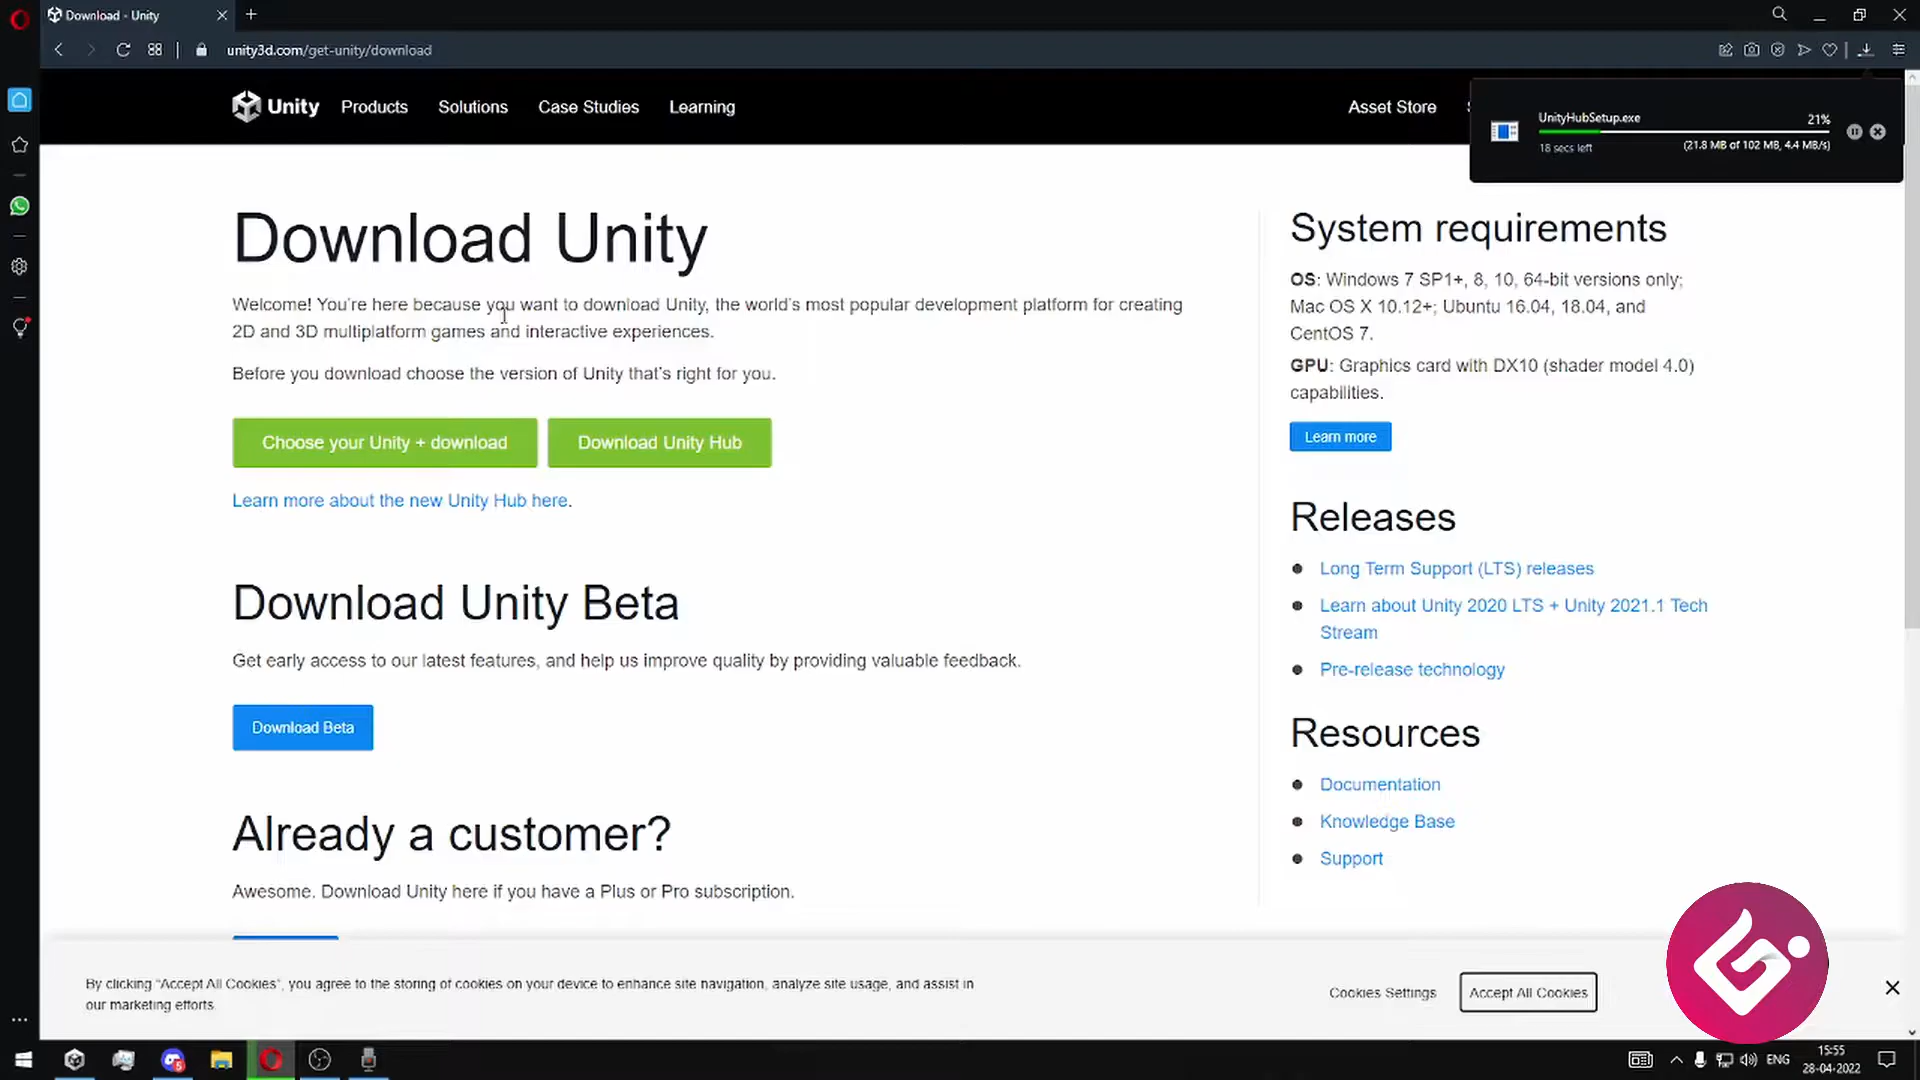 Download - Unity
unity3d.com/get-unity/download
Unity Products Solutions Case Studies Learning Asset Store
UnityHubSetup.exe 21%
18 secs left (21.8 MB of 102 MB, 4.4 MB/s)
Download Unity
Welcome! You're here because you want to download Unity, the world's most popular development platform for creating
2D and 3D multiplatform games and interactive experiences.
Before you download choose the version of Unity that's right for you.
Choose your Unity + download Download Unity Hub
Learn more about the new Unity Hub here.
Download Unity Beta
Get early access to our latest features, and help us improve quality by providing valuable feedback.
Download Beta
Already a customer?
Awesome. Download Unity here if you have a Plus or Pro subscription.
System requirements
OS: Windows 7 SP1+, 8, 10, 64-bit versions only;
Mac OS X 10.12+; Ubuntu 16.04, 18.04, and
CentOS 7.
GPU: Graphics card with DX10 (shader model 4.0)
capabilities.
Learn more
Releases
Long Term Support (LTS) releases
Learn about Unity 2020 LTS + Unity 2021.1 Tech
Stream
Pre-release technology
Resources
Documentation
Knowledge Base
Support
By clicking "Accept All Cookies", you agree to the storing of cookies on your device to enhance site navigation, analyze site usage, and assist in
our marketing efforts.
Cookies Settings Accept All Cookies
5
ENG
15:55
28-04-2022